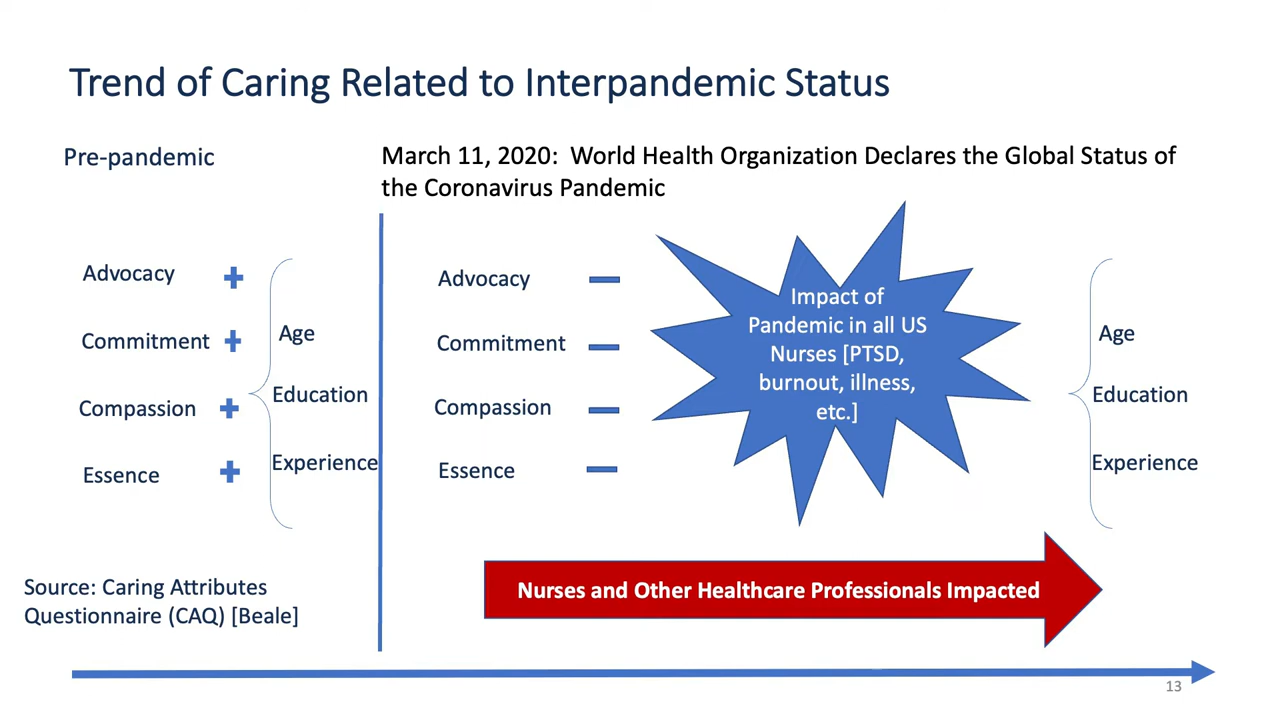 Trend of Caring Related to Interpandemic Status
Pre-pandemic
March 11, 2020:  World Health Organization Declares the Global Status of
the Coronavirus Pandemic
Advocacy +
Commitment +
Compassion +
Essence +
Age
Education
Experience
Advocacy −
Commitment −
Compassion −
Essence −
Impact of
Pandemic in all US
Nurses [PTSD,
burnout, illness,
etc.]
Age
Education
Experience
Nurses and Other Healthcare Professionals Impacted
Source: Caring Attributes
Questionnaire (CAQ) [Beale]
13